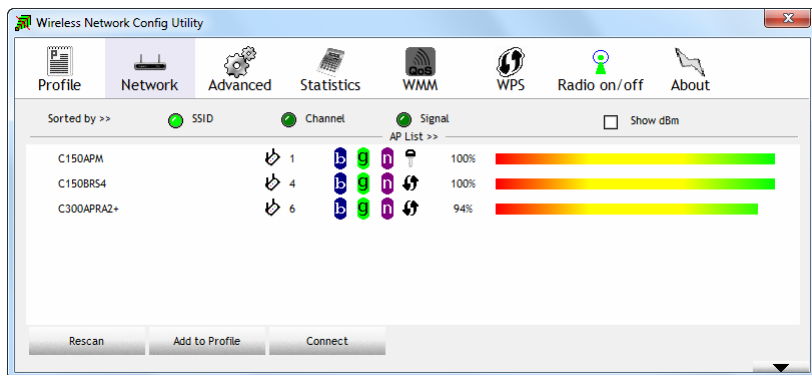 Wireless Network Config Utility
Profile Network Advanced Statistics WMM WPS Radio on/off About
Sorted by >> SSID Channel Signal Show dBm
AP List >>
C150APM 1 b g n 100%
C150BRS4 4 b g n 100%
C300APRA2+ 6 b g n 94%
Rescan Add to Profile Connect